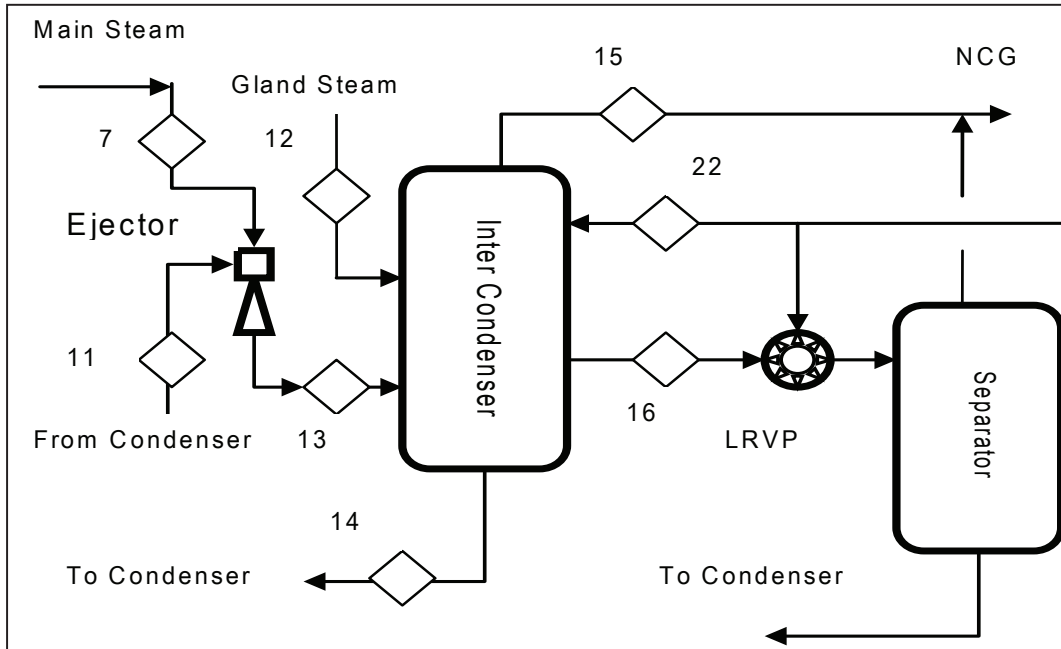 Main Steam
15
NCG
Gland Steam
7
12
22
Ejector
Inter Condenser
11
Separator
From Condenser
13
16
LRVP
14
To Condenser
To Condenser